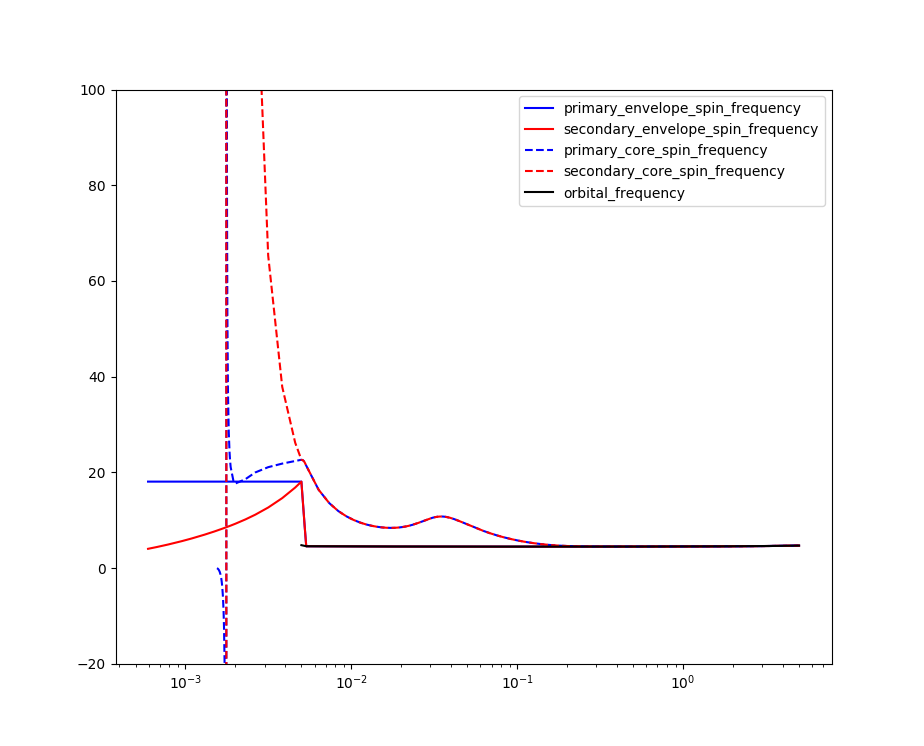 100
80
60
40
20
0
−20
10⁻³
10⁻²
10⁻¹
10⁰
primary_envelope_spin_frequency
secondary_envelope_spin_frequency
primary_core_spin_frequency
secondary_core_spin_frequency
orbital_frequency